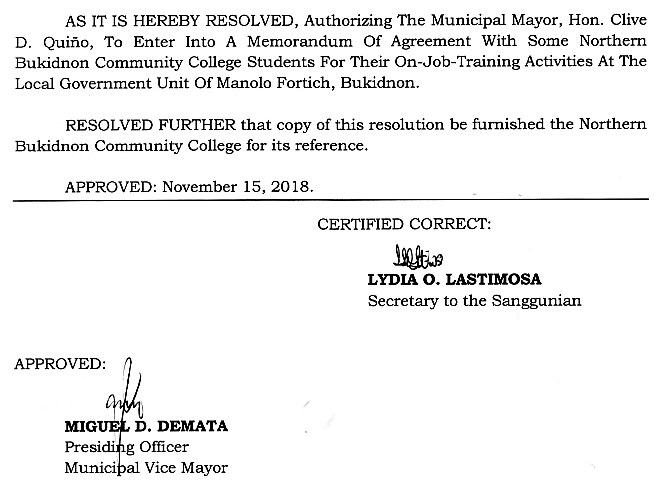 AS IT IS HEREBY RESOLVED, Authorizing The Municipal Mayor, Hon. Clive
D. Quiño, To Enter Into A Memorandum Of Agreement With Some Northern
Bukidnon Community College Students For Their On-Job-Training Activities At The
Local Government Unit Of Manolo Fortich, Bukidnon.
RESOLVED FURTHER that copy of this resolution be furnished the Northern
Bukidnon Community College for its reference.
APPROVED: November 15, 2018.
CERTIFIED CORRECT:
LYDIA O. LASTIMOSA
Secretary to the Sanggunian
APPROVED:
MIGUEL D. DEMATA
Presiding Officer
Municipal Vice Mayor